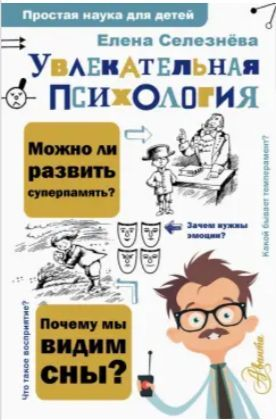 Простая наука для детей
Елена Селезнёва
Увлекательная
психология
Можно ли
развить
суперпамять?
Зачем нужны
эмоции?
Какой бывает темперамент?
Что такое восприятие?
Почему мы
видим
сны?
Аванта